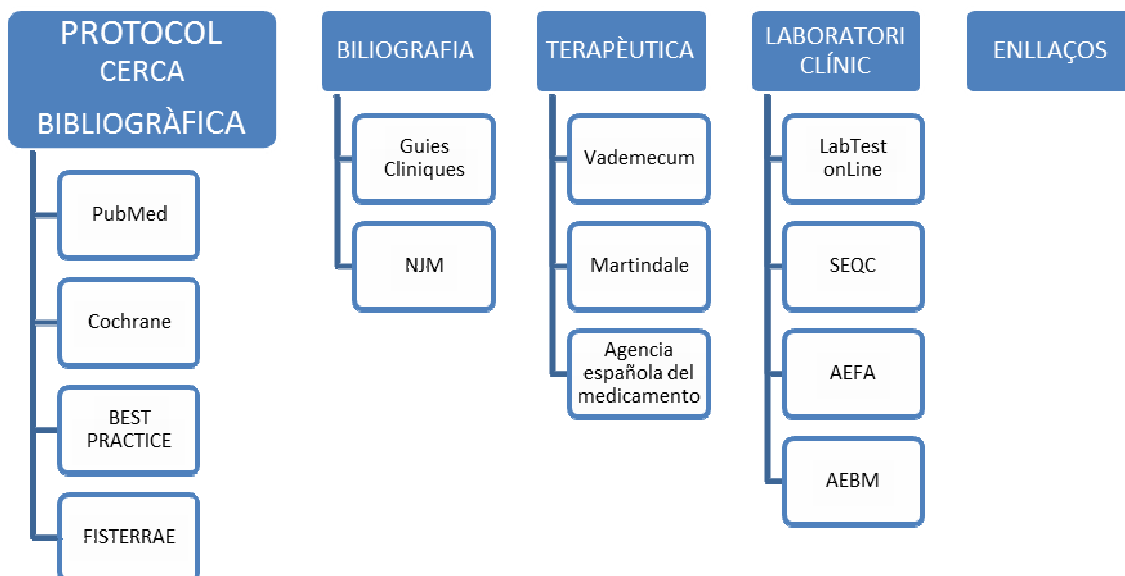 PROTOCOL
CERCA
BIBLIOGRÀFICA
PubMed
Cochrane
BEST
PRACTICE
FISTERRAE
BILIOGRAFIA
Guies
Cliniques
NJM
TERAPÈUTICA
Vademecum
Martindale
Agencia
española del
medicamento
LABORATORI
CLÍNIC
LabTest
onLine
SEQC
AEFA
AEBM
ENLLAÇOS